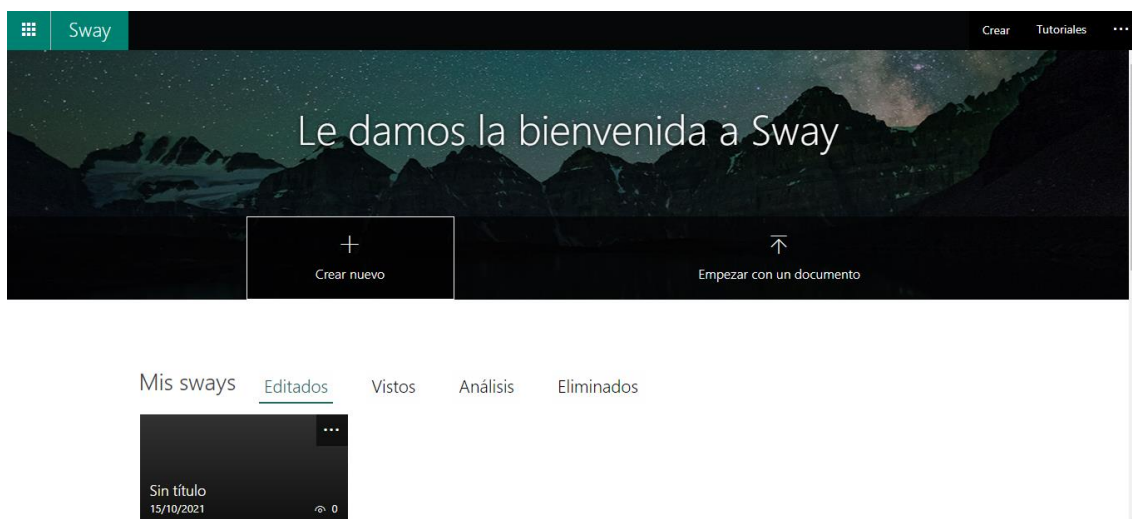 Sway
Crear Tutoriales ...
Le damos la bienvenida a Sway
Crear nuevo
Empezar con un documento
Mis sways Editados Vistos Análisis Eliminados
...
Sin título
15/10/2021 0